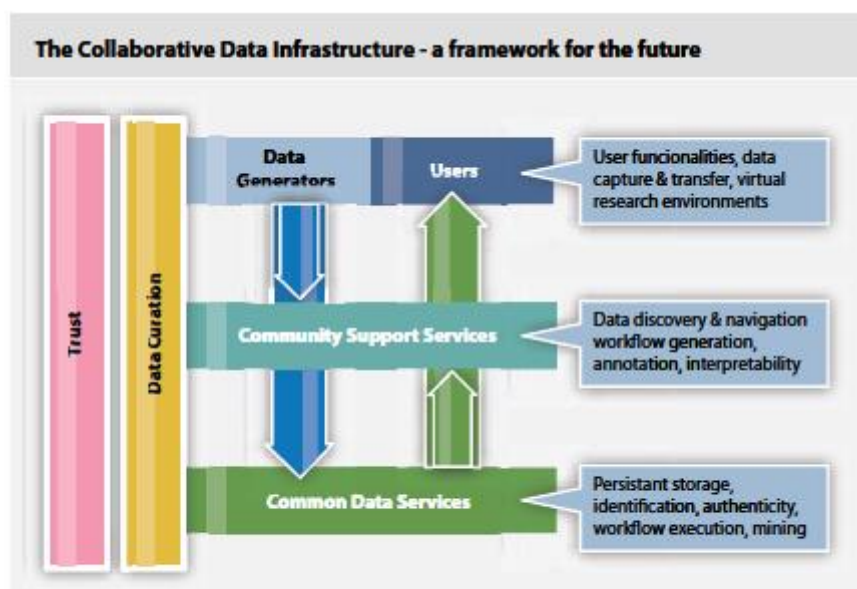 The Collaborative Data Infrastructure - a framework for the future
Trust
Data Curation
Data
Generators
Users
User funcionalities, data
capture & transfer, virtual
research environments
Community Support Services
Data discovery & navigation
workflow generation,
annotation, interpretability
Common Data Services
Persistant storage,
identification, authenticity,
workflow execution, mining